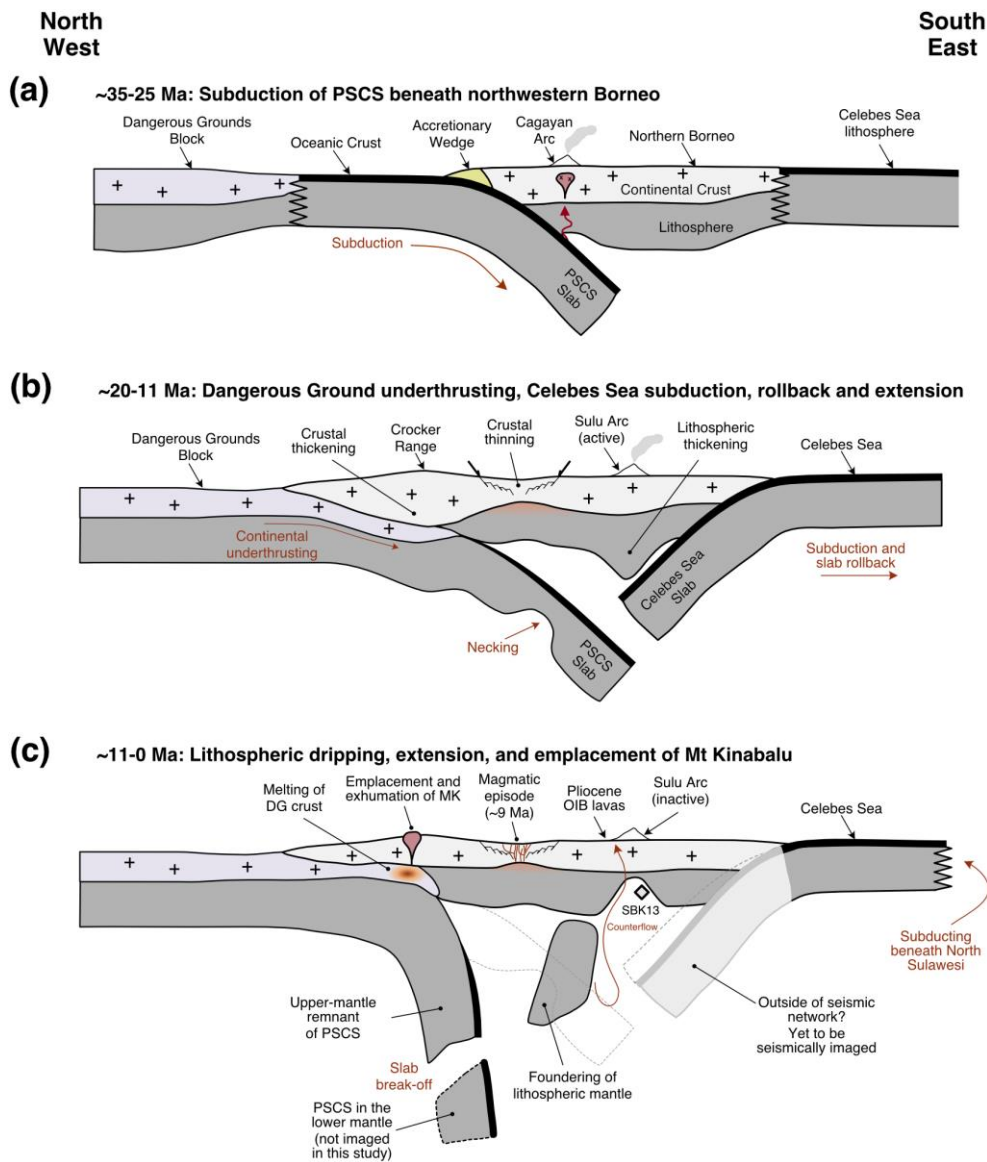 North
West
South
East
(a)
~35-25 Ma: Subduction of PSCS beneath northwestern Borneo
Dangerous Grounds
Block
Oceanic Crust
Accretionary
Wedge
Cagayan
Arc
Northern Borneo
Celebes Sea
lithosphere
Continental Crust
Lithosphere
Subduction
PSCS
Slab
(b)
~20-11 Ma: Dangerous Ground underthrusting, Celebes Sea subduction, rollback and extension
Dangerous Grounds
Block
Crustal
thickening
Crocker
Range
Crustal
thinning
Sulu Arc
(active)
Lithospheric
thickening
Celebes Sea
Continental
underthrusting
Necking
PSCS
Slab
Celebes Sea
Slab
Subduction and
slab rollback
(c)
~11-0 Ma: Lithospheric dripping, extension, and emplacement of Mt Kinabalu
Melting of
DG crust
Emplacement and
exhumation of MK
Magmatic
episode
(~9 Ma)
Pliocene
OIB lavas
Sulu Arc
(inactive)
Celebes Sea
SBK13
Counterflow
Subducting
beneath North
Sulawesi
Upper-mantle
remnant
of PSCS
Outside of seismic
network?
Yet to be
seismically imaged
Slab
break-off
Foundering of
lithospheric mantle
PSCS in the
lower mantle
(not imaged
in this study)